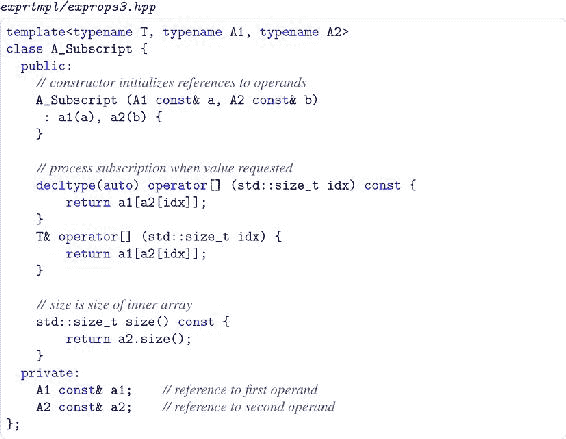 exprtmpl/exprops3.hpp
template<typename T, typename A1, typename A2>
class A_Subscript {
  public:
    // constructor initializes references to operands
    A_Subscript (A1 const& a, A2 const& b)
     : a1(a), a2(b) {
    }

    // process subscription when value requested
    decltype(auto) operator[] (std::size_t idx) const {
        return a1[a2[idx]];
    }
    T& operator[] (std::size_t idx) {
        return a1[a2[idx]];
    }

    // size is size of inner array
    std::size_t size() const {
        return a2.size();
    }
  private:
    A1 const& a1;    // reference to first operand
    A2 const& a2;    // reference to second operand
};